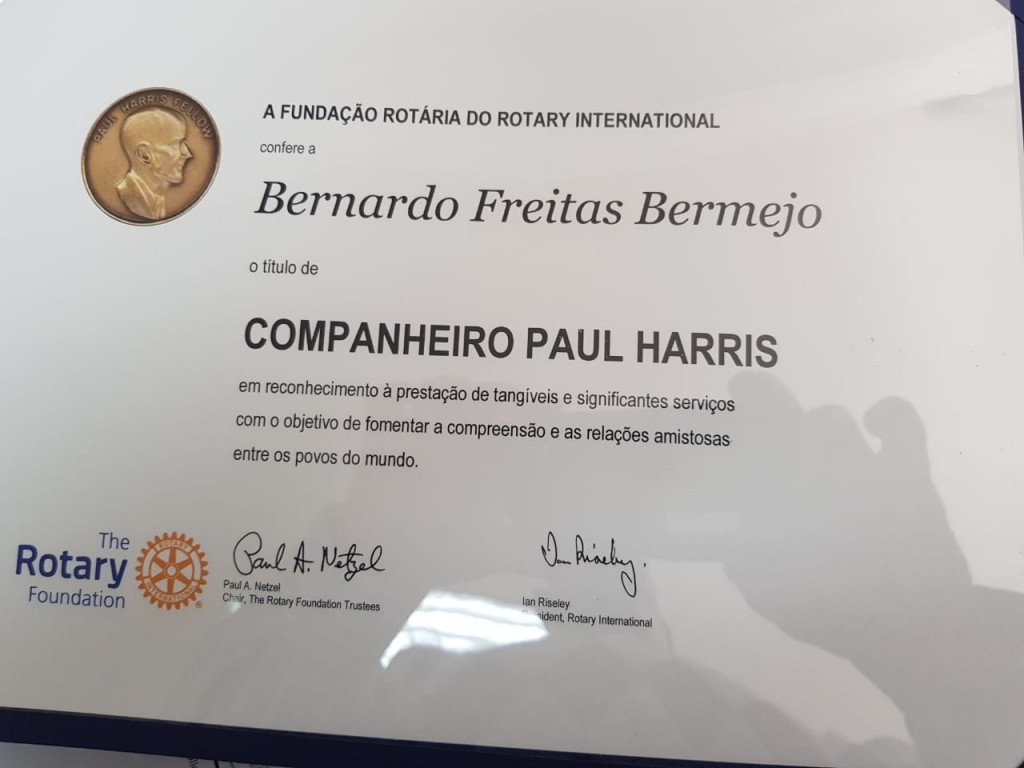 PAUL HARRIS FELLOW
A FUNDAÇÃO ROTÁRIA DO ROTARY INTERNATIONAL
confere a
Bernardo Freitas Bermejo
o título de
COMPANHEIRO PAUL HARRIS
em reconhecimento à prestação de tangíveis e significantes serviços
com o objetivo de fomentar a compreensão e as relações amistosas
entre os povos do mundo.
The
Rotary
Foundation
ROTARY
INTERNATIONAL
Paul A. Netzel
Paul A. Netzel
Chair, The Rotary Foundation Trustees
Ian Riseley
Ian Riseley
President, Rotary International